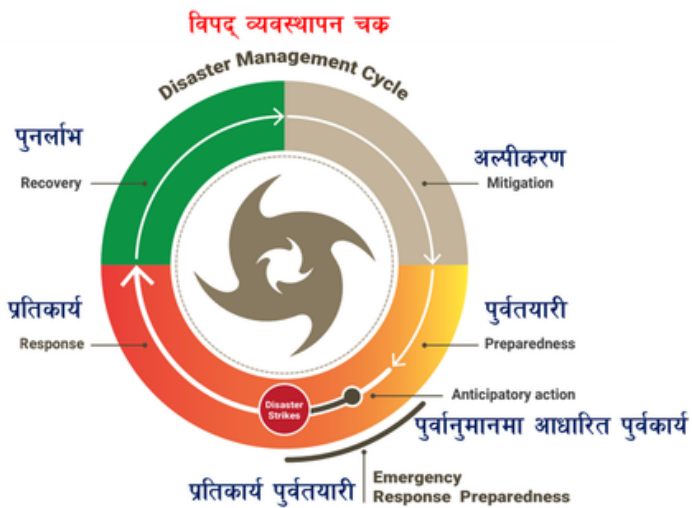 विपद् व्यवस्थापन चक्र
Disaster Management Cycle
पुनर्लाभ
Recovery
अल्पीकरण
Mitigation
प्रतिकार्य
Response
पुर्वतयारी
Preparedness
Disaster
Strikes
Anticipatory action
पुर्वानुमानमा आधारित पुर्वकार्य
प्रतिकार्य पुर्वतयारी
Emergency
Response Preparedness